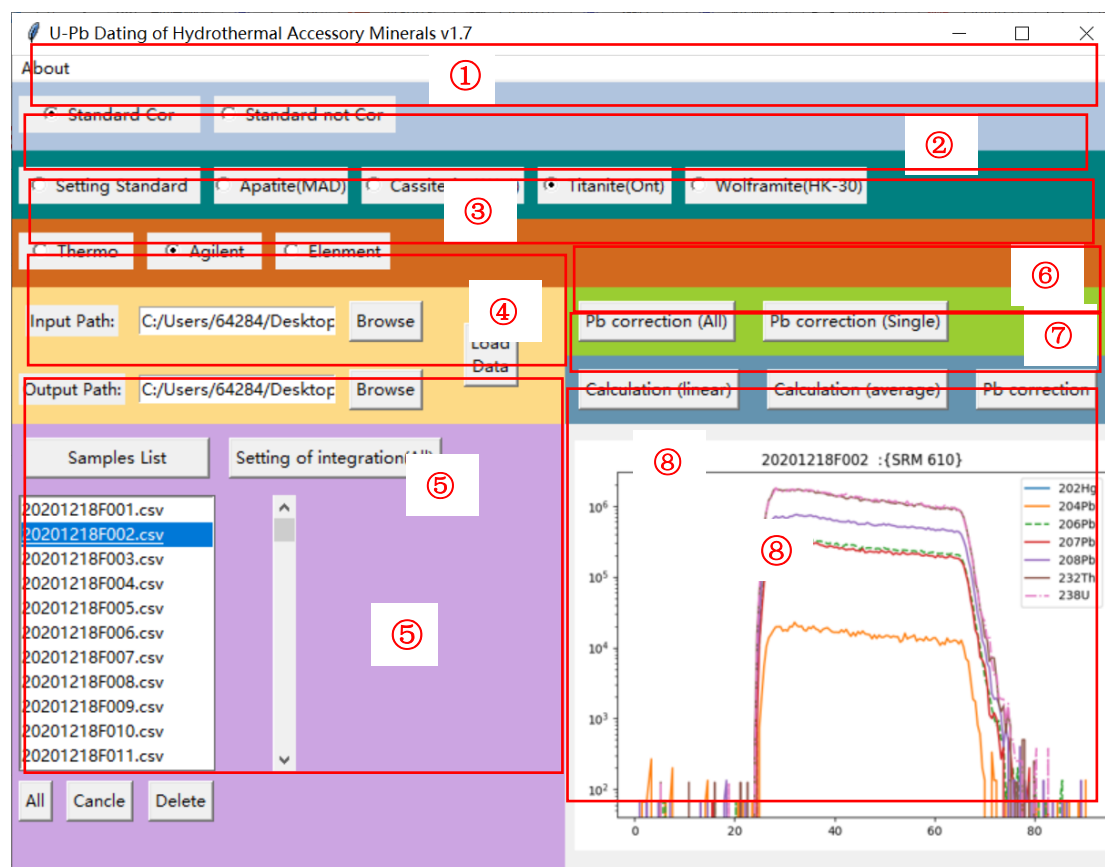 U-Pb Dating of Hydrothermal Accessory Minerals v1.7
About
①
Standard Cor Standard not Cor
②
Setting Standard Apatite(MAD) Titanite(Ont) Wolframite(HK-30)
③
Thermo Agilent Elenment
⑥
④
Input Path: C:/Users/64284/Desktop Browse
Load
Data
Pb correction (All) Pb correction (Single)
⑦
Output Path: C:/Users/64284/Desktop Browse
Calculation (linear) Calculation (average) Pb correction
Samples List Setting of integration(All)
⑤
⑧
20201218F002 :{SRM 610}
20201218F001.csv
20201218F002.csv
20201218F003.csv
20201218F004.csv
20201218F005.csv
20201218F006.csv
20201218F007.csv
20201218F008.csv
20201218F009.csv
20201218F010.csv
20201218F011.csv
⑤
All Cancle Delete
202Hg
204Pb
206Pb
207Pb
208Pb
232Th
238U
⑧
10⁶
10⁵
10⁴
10³
10²
0 20 40 60 80